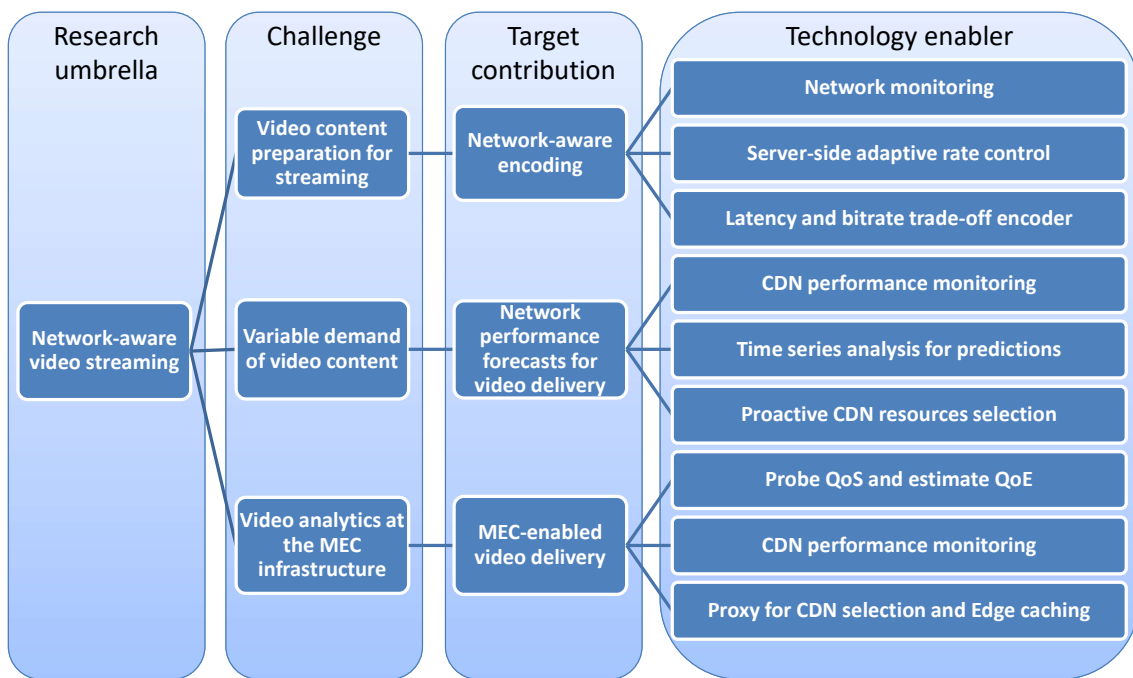 Research
umbrella
Challenge
Target
contribution
Technology enabler
Network-aware
video streaming
Video content
preparation for
streaming
Variable demand
of video content
Video analytics at
the MEC
infrastructure
Network-aware
encoding
Network
performance
forecasts for
video delivery
MEC-enabled
video delivery
Network monitoring
Server-side adaptive rate control
Latency and bitrate trade-off encoder
CDN performance monitoring
Time series analysis for predictions
Proactive CDN resources selection
Probe QoS and estimate QoE
CDN performance monitoring
Proxy for CDN selection and Edge caching